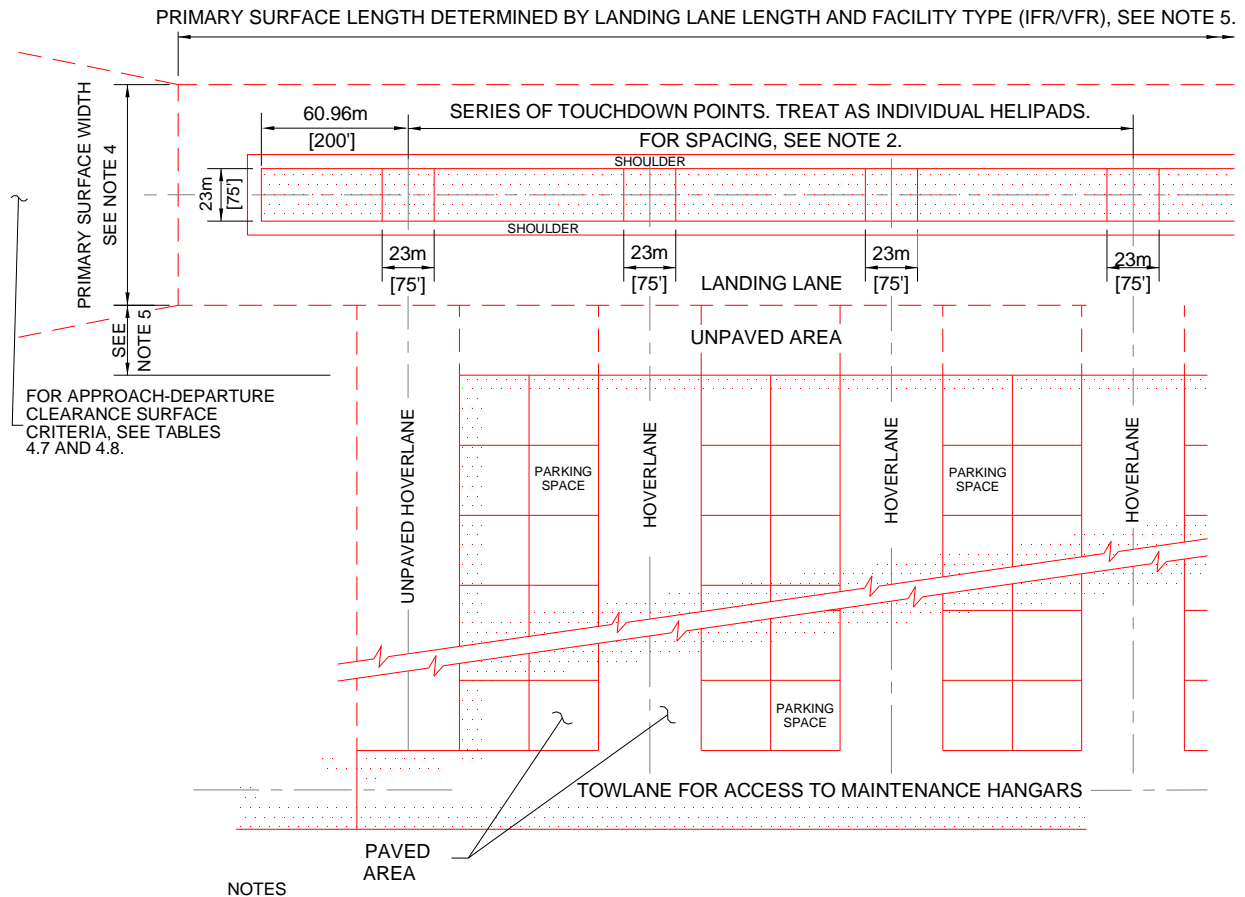 PRIMARY SURFACE LENGTH DETERMINED BY LANDING LANE LENGTH AND FACILITY TYPE (IFR/VFR), SEE NOTE 5.
PRIMARY SURFACE WIDTH
SEE NOTE 4
60.96m
[200']
SERIES OF TOUCHDOWN POINTS. TREAT AS INDIVIDUAL HELIPADS.
FOR SPACING, SEE NOTE 2.
SHOULDER
23m
[75']
SHOULDER
23m
[75']
23m
[75']
23m
[75']
23m
[75']
LANDING LANE
SEE
NOTE 5
UNPAVED AREA
FOR APPROACH-DEPARTURE
CLEARANCE SURFACE
CRITERIA, SEE TABLES
4.7 AND 4.8.
UNPAVED HOVERLANE
PARKING
SPACE
HOVERLANE
HOVERLANE
PARKING
SPACE
HOVERLANE
PARKING
SPACE
TOWLANE FOR ACCESS TO MAINTENANCE HANGARS
PAVED
AREA
NOTES